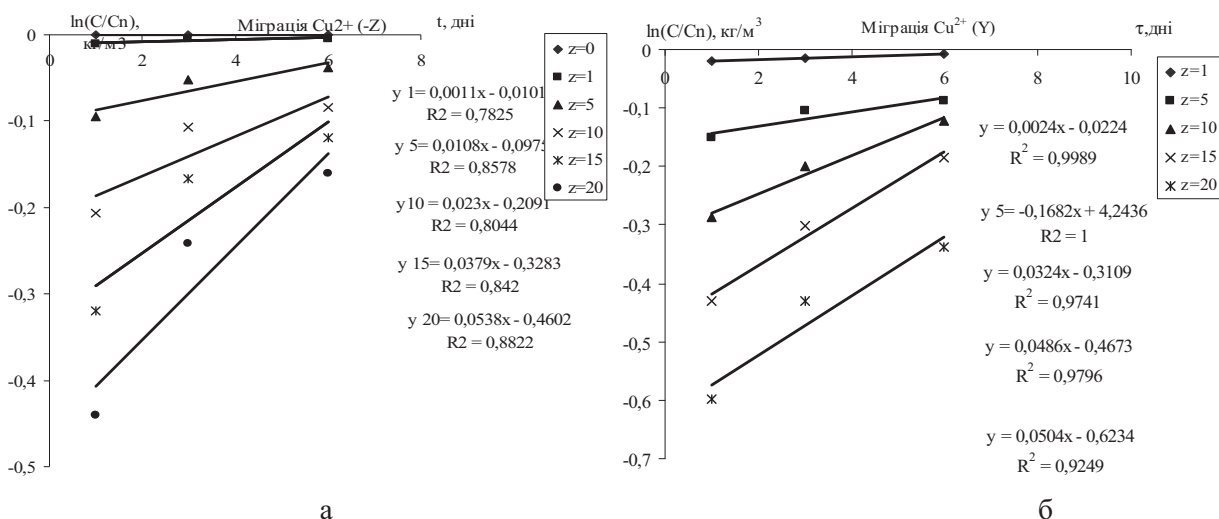 ln(C/Cn),
кг/м3
Міграція Cu2+ (-Z)
t, дні
0
-0,1
-0,2
-0,3
-0,4
-0,5
0
2
4
6
8
z=0
z=1
z=5
z=10
z=15
z=20
y 1= 0,0011x - 0,0101
R2 = 0,7825
y 5= 0,0108x - 0,0975
R2 = 0,8578
y10 = 0,023x - 0,2091
R2 = 0,8044
y 15= 0,0379x - 0,3283
R2 = 0,842
y 20= 0,0538x - 0,4602
R2 = 0,8822
а
ln(C/Cn), кг/м³
Міграція Cu²⁺ (Y)
τ,дні
0
-0,1
-0,2
-0,3
-0,4
-0,5
-0,6
-0,7
0
2
4
6
8
10
z=1
z=5
z=10
z=15
z=20
y = 0,0024x - 0,0224
R² = 0,9989
y 5= -0,1682x + 4,2436
R2 = 1
y = 0,0324x - 0,3109
R² = 0,9741
y = 0,0486x - 0,4673
R² = 0,9796
y = 0,0504x - 0,6234
R² = 0,9249
б